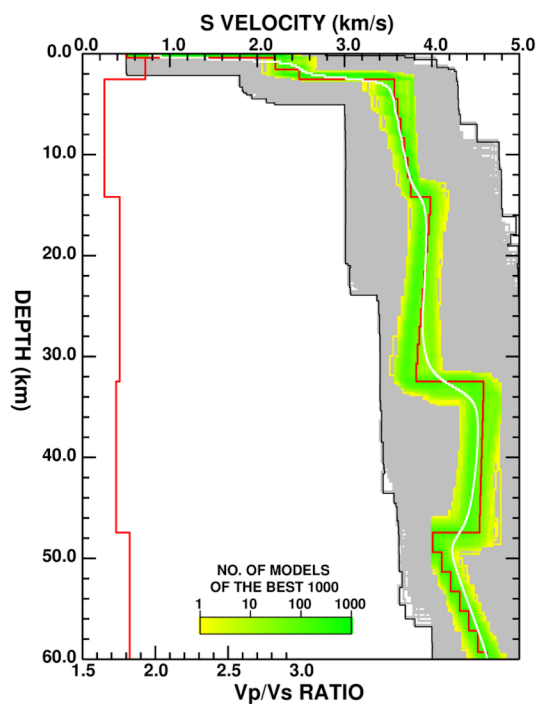 S VELOCITY (km/s)
0.0 1.0 2.0 3.0 4.0 5.0
0.0
10.0
20.0
30.0
40.0
50.0
60.0
DEPTH (km)
NO. OF MODELS
OF THE BEST 1000
1 10 100 1000
1.5 2.0 2.5 3.0
Vp/Vs RATIO